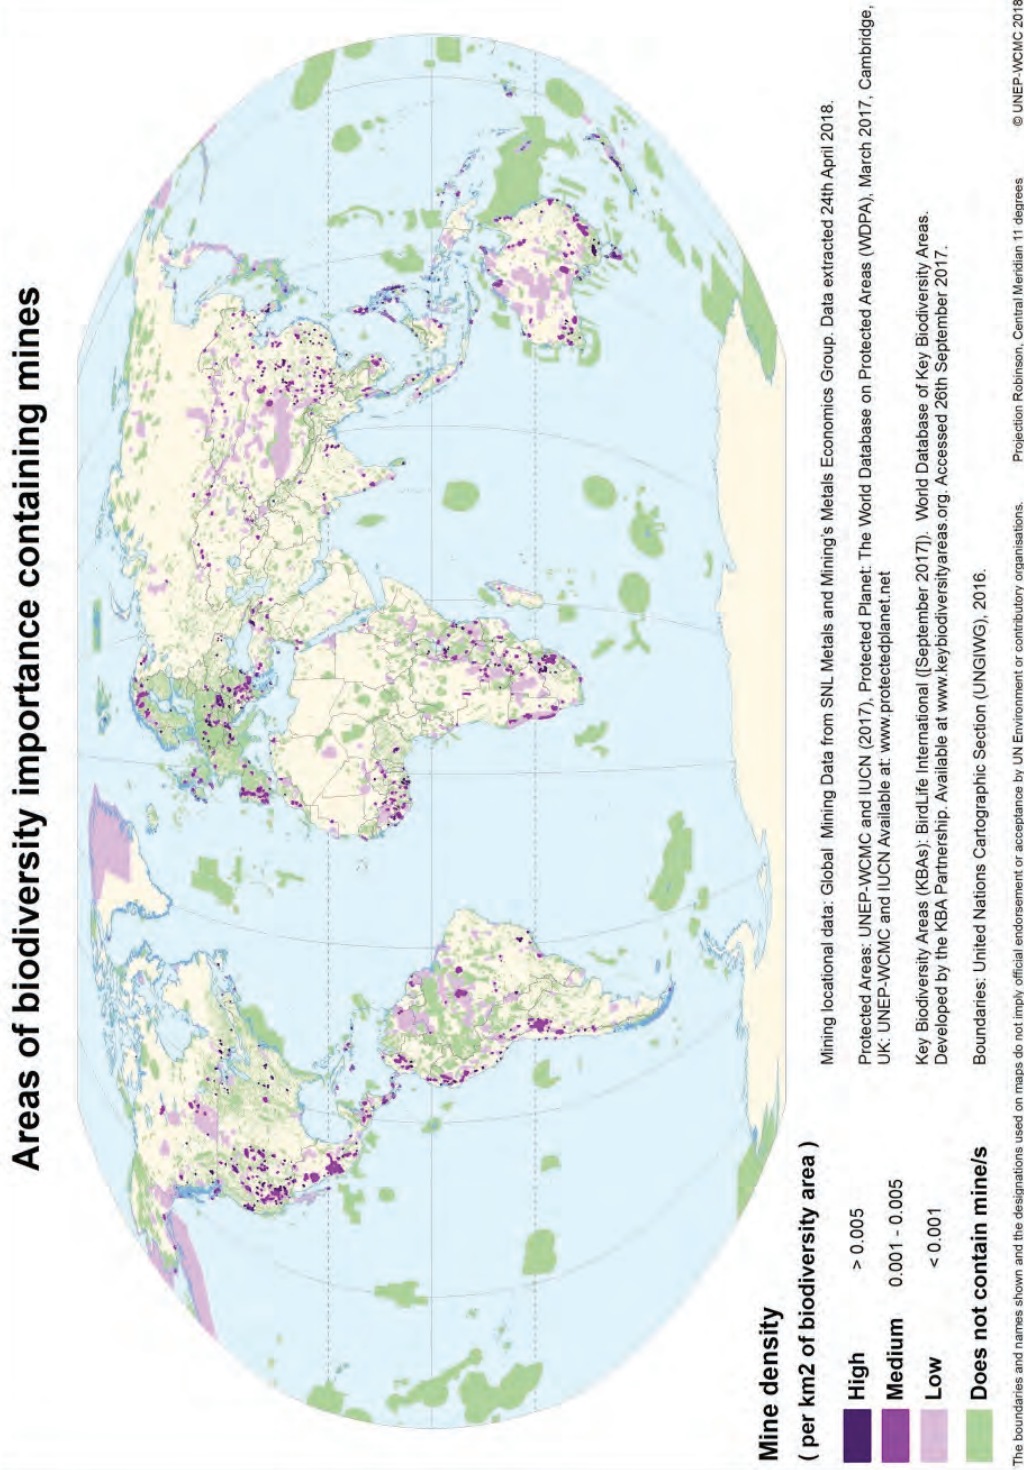 Areas of biodiversity importance containing mines
Mine density
( per km2 of biodiversity area )
High > 0.005
Medium 0.001 - 0.005
Low < 0.001
Does not contain mine/s
Mining locational data: Global Mining Data from SNL Metals and Mining's Metals Economics Group. Data extracted 24th April 2018.
Protected Areas: UNEP-WCMC and IUCN (2017), Protected Planet: The World Database on Protected Areas (WDPA), March 2017, Cambridge,
UK: UNEP-WCMC and IUCN Available at: www.protectedplanet.net
Key Biodiversity Areas (KBAs): BirdLife International ([September 2017]). World Database of Key Biodiversity Areas.
Developed by the KBA Partnership. Available at www.keybiodiversityareas.org. Accessed 26th September 2017.
Boundaries: United Nations Cartographic Section (UNGIWG), 2016.
The boundaries and names shown and the designations used on maps do not imply official endorsement or acceptance by UN Environment or contributory organisations. Projection Robinson, Central Meridian 11 degrees © UNEP-WCMC 2018